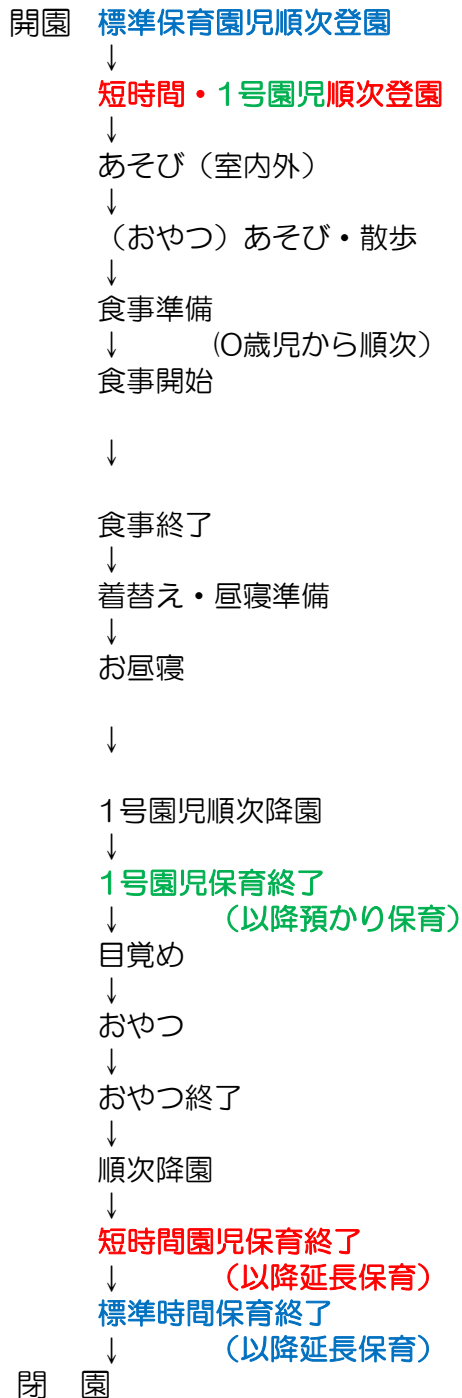 開園 標準保育園児順次登園
↓
短時間・1号園児順次登園
↓
あそび（室内外）
↓
（おやつ）あそび・散歩
↓
食事準備
↓ (0歳児から順次）
食事開始
↓
食事終了
↓
着替え・昼寝準備
↓
お昼寝
↓
1号園児順次降園
↓
1号園児保育終了
↓ （以降預かり保育）
目覚め
↓
おやつ
↓
おやつ終了
↓
順次降園
↓
短時間園児保育終了
↓ （以降延長保育）
標準時間保育終了
↓ （以降延長保育）
閉 園